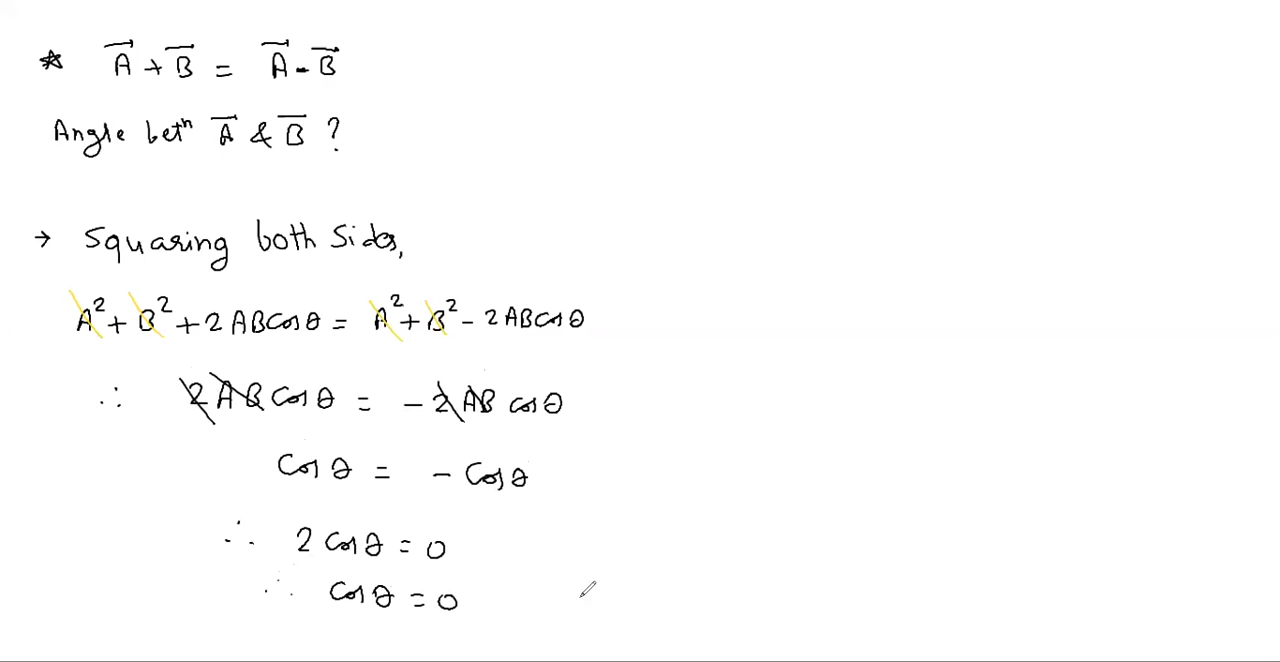 * A⃗ + B⃗ = A⃗ - B⃗
Angle betⁿ A⃗ & B⃗ ?
→ Squaring both sides,
A² + B² + 2ABcosθ = A² + B² - 2ABcosθ
∴ 2ABcosθ = - 2ABcosθ
cosθ = - cosθ
∴ 2cosθ = 0
∴ cosθ = 0